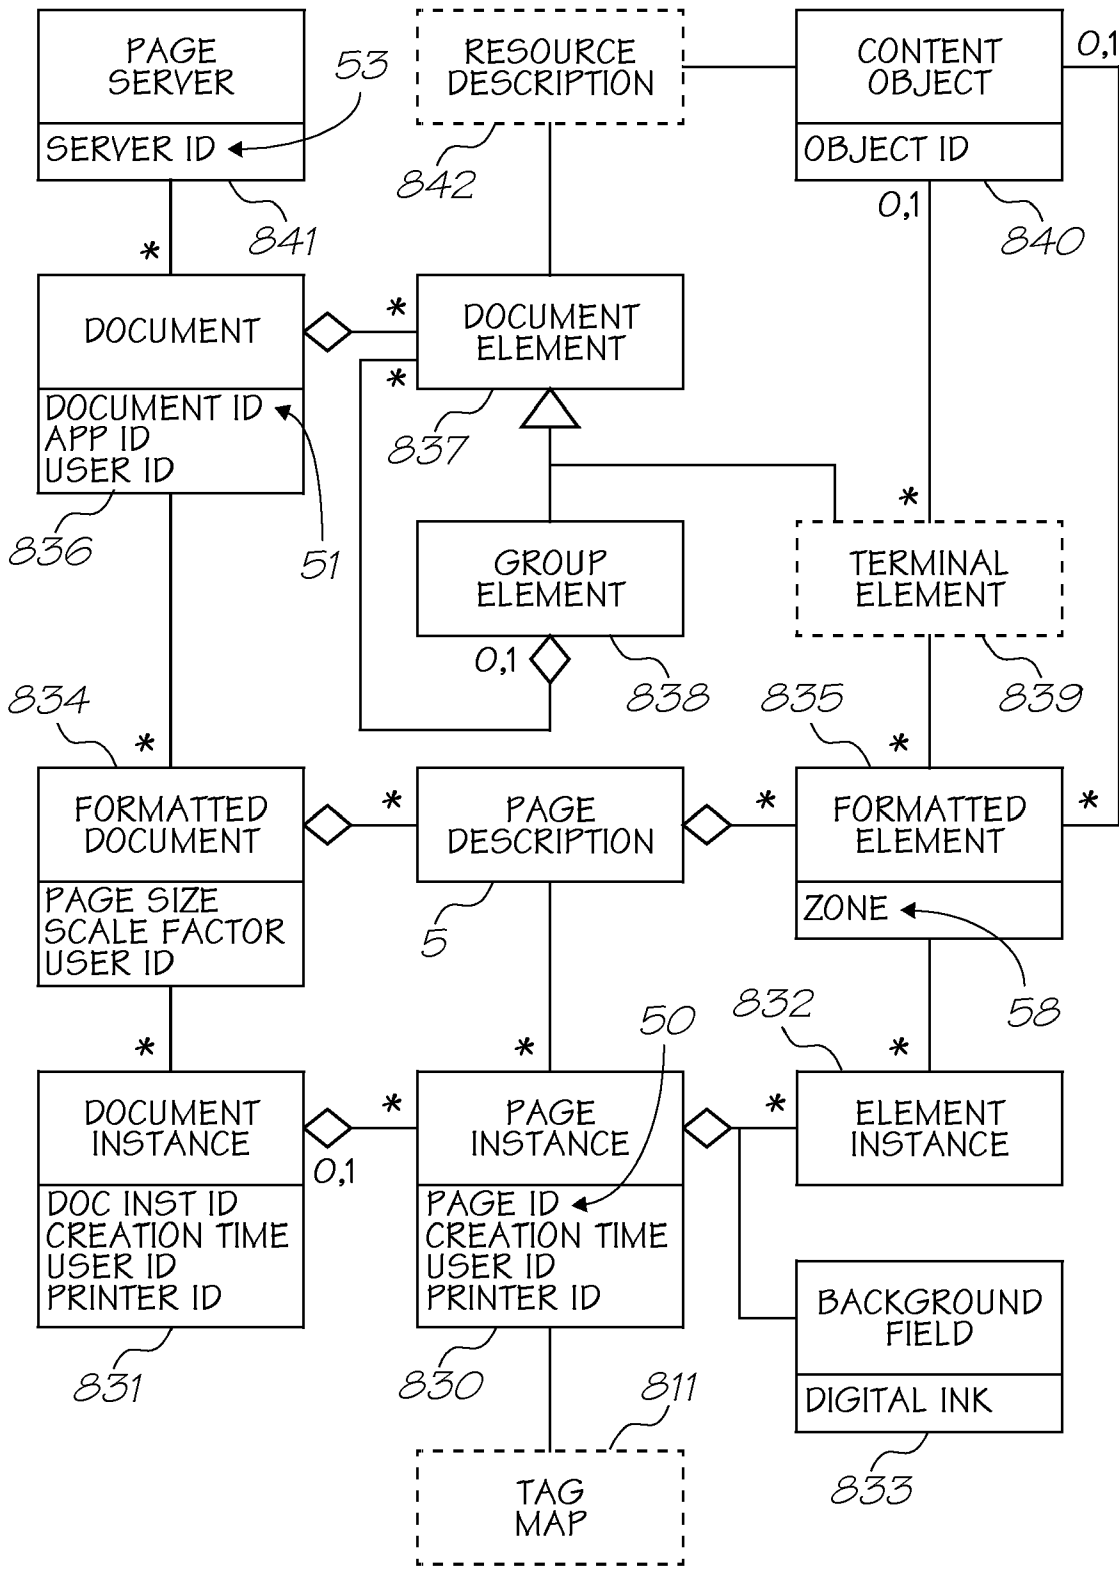 PAGE
SERVER
SERVER ID
53
841
RESOURCE
DESCRIPTION
842
CONTENT
OBJECT
OBJECT ID
0,1
0,1
840
*
DOCUMENT
DOCUMENT ID
APP ID
USER ID
836
51
*
*
DOCUMENT
ELEMENT
837
GROUP
ELEMENT
0,1
838
*
TERMINAL
ELEMENT
839
834
*
FORMATTED
DOCUMENT
PAGE SIZE
SCALE FACTOR
USER ID
*
PAGE
DESCRIPTION
5
835
*
*
*
FORMATTED
ELEMENT
ZONE
58
*
DOCUMENT
INSTANCE
0,1
DOC INST ID
CREATION TIME
USER ID
PRINTER ID
831
50
*
*
PAGE
INSTANCE
PAGE ID
CREATION TIME
USER ID
PRINTER ID
830
832
*
*
ELEMENT
INSTANCE
BACKGROUND
FIELD
DIGITAL INK
833
811
TAG
MAP